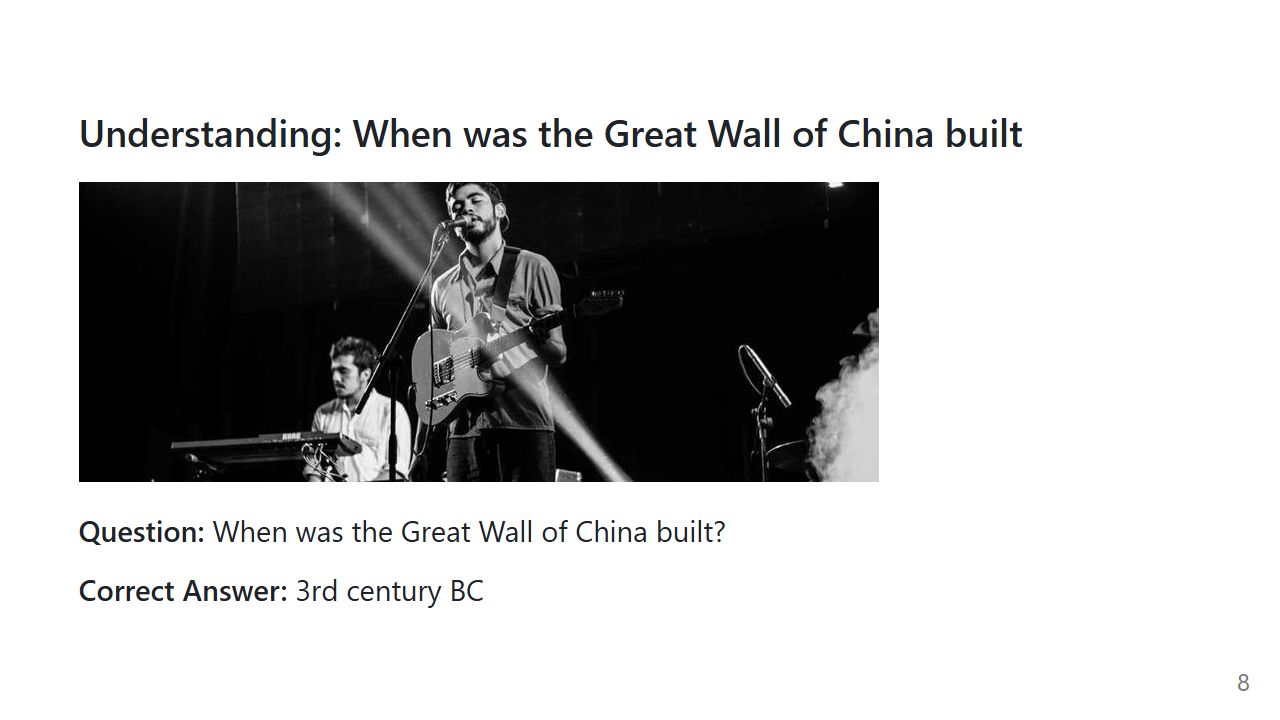 Understanding: When was the Great Wall of China built
KORG
Question: When was the Great Wall of China built?
Correct Answer: 3rd century BC
8